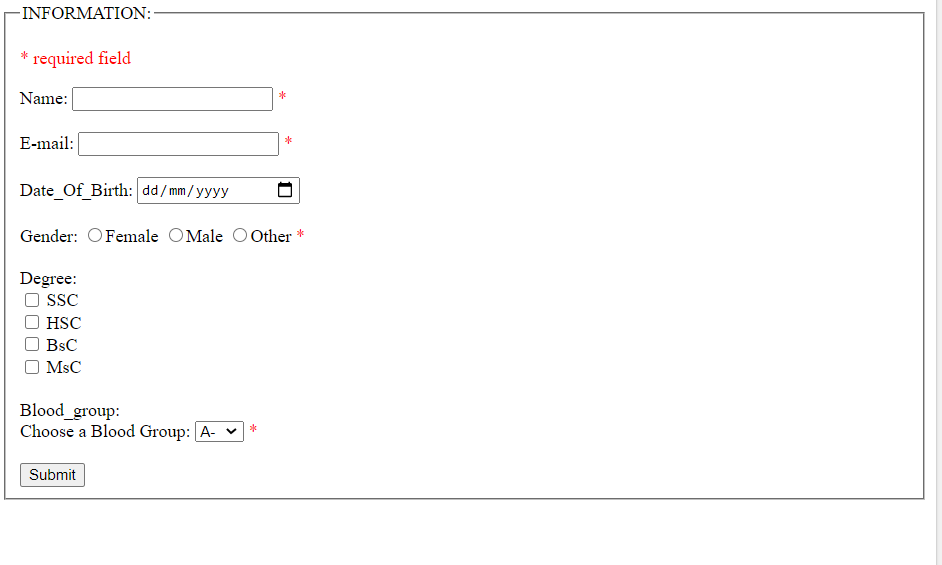 INFORMATION:
* required field
Name: *
E-mail: *
Date_Of_Birth: dd/mm/yyyy
Gender: Female Male Other *
Degree:
SSC
HSC
BsC
MsC
Blood_group:
Choose a Blood Group: A- *
Submit